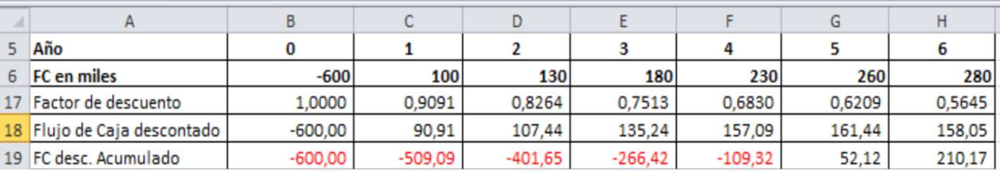 A B C D E F G H
5 Año 0 1 2 3 4 5 6
6 FC en miles -600 100 130 180 230 260 280
17 Factor de descuento 1,0000 0,9091 0,8264 0,7513 0,6830 0,6209 0,5645
18 Flujo de Caja descontado -600,00 90,91 107,44 135,24 157,09 161,44 158,05
19 FC desc. Acumulado -600,00 -509,09 -401,65 -266,42 -109,32 52,12 210,17